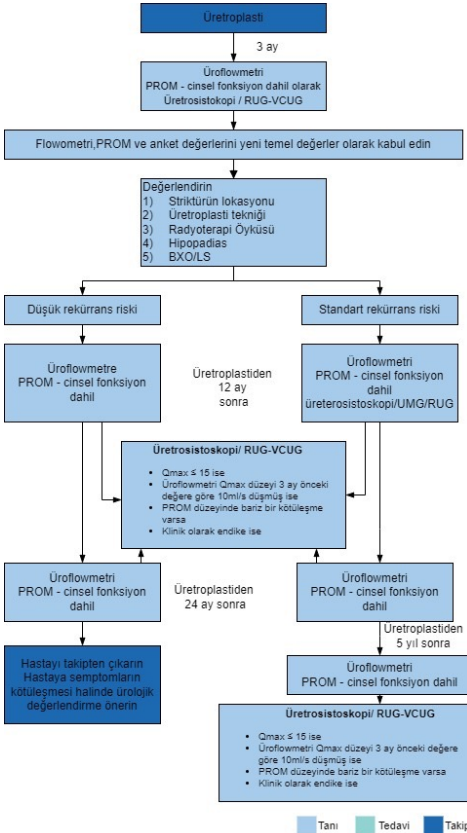 Üretroplasti
3 ay
Üroflowmetri
PROM - cinsel fonksiyon dahil olarak
Üretrosistokopi / RUG-VCUG
Flowometri,PROM ve anket değerlerini yeni temel değerler olarak kabul edin
Değerlendirin
1) Striktürün lokasyonu
2) Üretroplasti tekniği
3) Radyoterapi Öyküsü
4) Hipopadias
5) BXO/LS
Düşük rekürrans riski
Standart rekürrans riski
Üroflowmetre
PROM - cinsel fonksiyon
dahil
Üretroplastiden
12 ay
sonra
Üroflowmetri
PROM - cinsel fonksiyon
dahil
üreterosistoskopi/UMG/RUG
Üretrosistoskopi/ RUG-VCUG
• Qmax ≤ 15 ise
• Üroflowmetri Qmax düzeyi 3 ay önceki
değere göre 10ml/s düşmüş ise
• PROM düzeyinde bariz bir kötüleşme
varsa
• Klinik olarak endike ise
Üroflowmetri
PROM - cinsel fonksiyon
dahil
Üretroplastiden
24 ay sonra
Üroflowmetri
PROM - cinsel fonksiyon
dahil
Üretroplastiden
5 yıl sonra
Hastayı takipten çıkarın
Hastaya semptomların
kötüleşmesi halinde ürolojik
değerlendirme önerin
Üroflowmetri
PROM - cinsel fonksiyon dahil
Üretrosistoskopi/ RUG-VCUG
• Qmax ≤ 15 ise
• Üroflowmetri Qmax düzeyi 3 ay önceki değere
göre 10ml/s düşmüş ise
• PROM düzeyinde bariz bir kötüleşme varsa
• Klinik olarak endike ise
Tanı
Tedavi
Takip